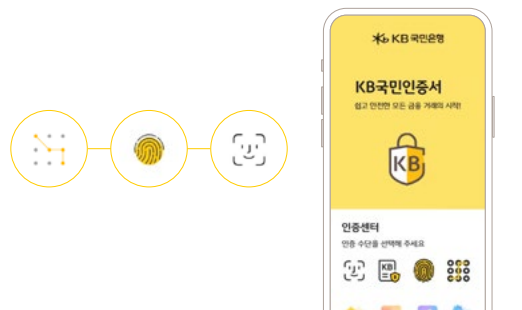 KB국민은행
KB국민인증서
쉽고 안전한 모든 금융 거래의 시작!
KB
인증센터
인증 수단을 선택해 주세요
KB